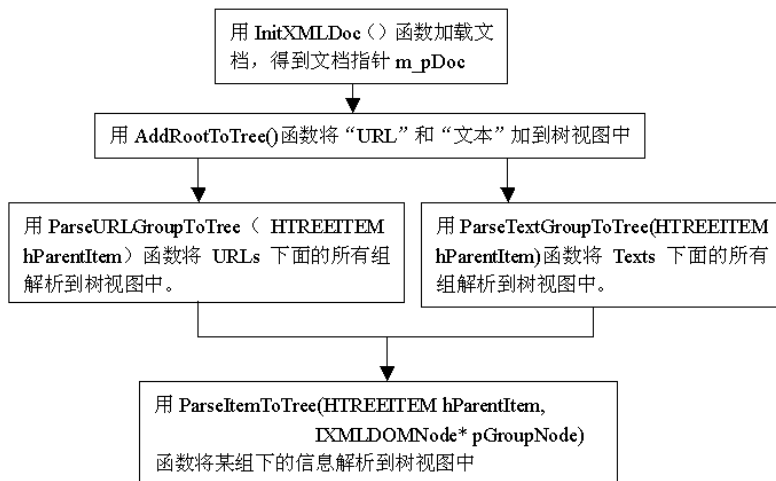 用 InitXMLDoc（）函数加载文
档，得到文档指针 m_pDoc
用 AddRootToTree()函数将“URL”和“文本”加到树视图中
用 ParseURLGroupToTree（ HTREEITEM
hParentItem）函数将 URLs 下面的所有组
解析到树视图中。
用 ParseTextGroupToTree(HTREEITEM
hParentItem)函数将 Texts 下面的所有
组解析到树视图中。
用 ParseItemToTree(HTREEITEM hParentItem,
IXMLDOMNode* pGroupNode)
函数将某组下的信息解析到树视图中